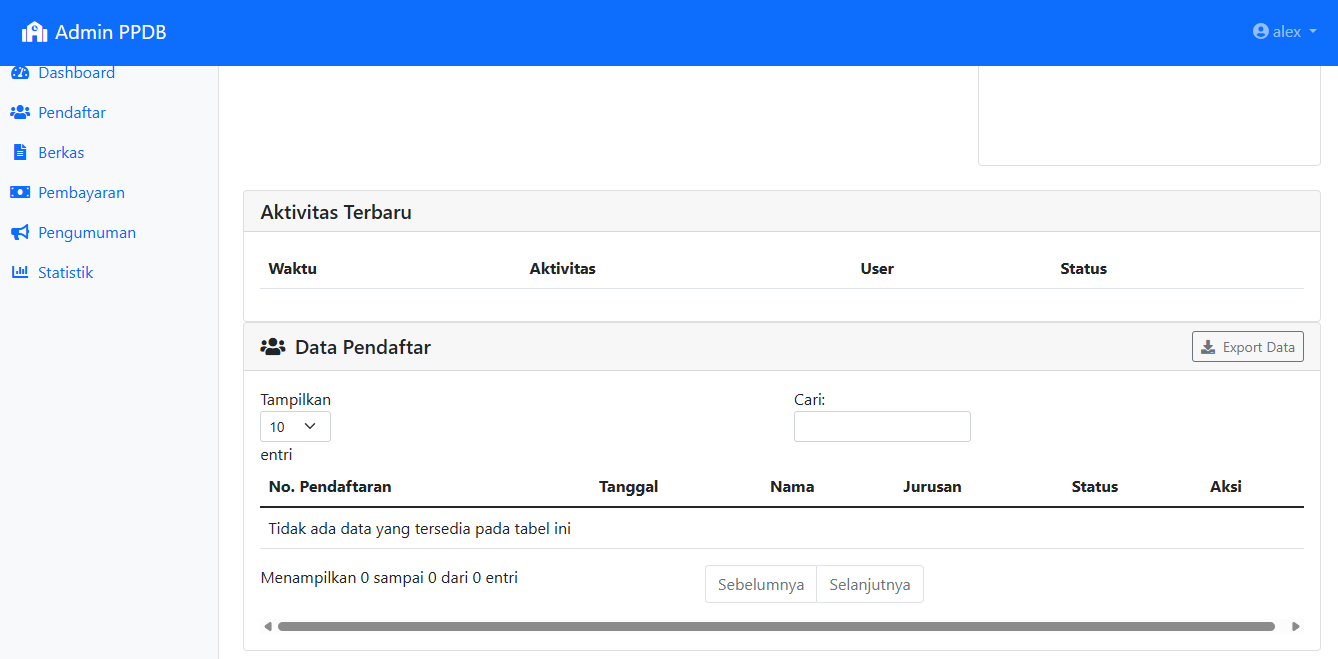 Admin PPDB
alex
Dashboard
Pendaftar
Berkas
Pembayaran
Pengumuman
Statistik
Aktivitas Terbaru
Waktu Aktivitas User Status
Data Pendaftar
Export Data
Tampilkan
10
entri
Cari:
No. Pendaftaran Tanggal Nama Jurusan Status Aksi
Tidak ada data yang tersedia pada tabel ini
Menampilkan 0 sampai 0 dari 0 entri
Sebelumnya Selanjutnya